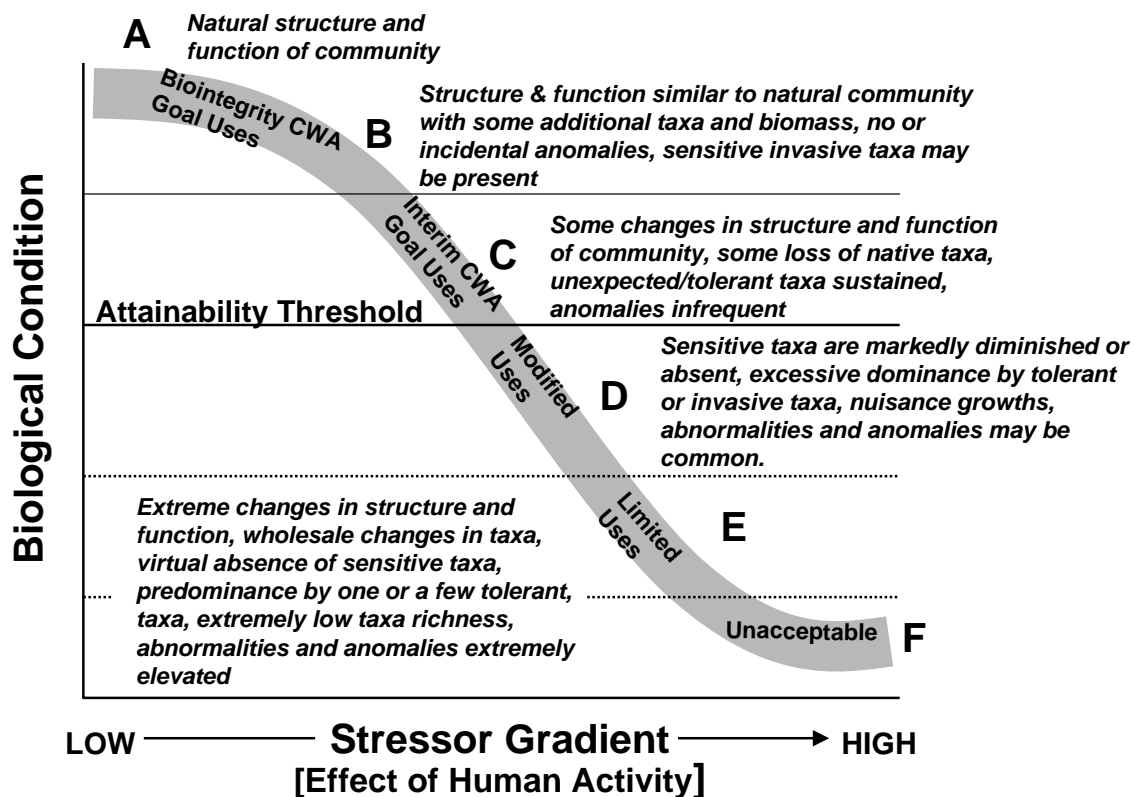 A
Natural structure and
function of community
Biointegrity CWA
Goal Uses
B
Structure & function similar to natural community
with some additional taxa and biomass, no or
incidental anomalies, sensitive invasive taxa may
be present
Interim CWA
Goal Uses
C
Some changes in structure and function
of community, some loss of native taxa,
unexpected/tolerant taxa sustained,
anomalies infrequent
Attainability Threshold
Modified
Uses
D
Sensitive taxa are markedly diminished or
absent, excessive dominance by tolerant
or invasive taxa, nuisance growths,
abnormalities and anomalies may be
common.
Biological Condition
Extreme changes in structure and
function, wholesale changes in taxa,
virtual absence of sensitive taxa,
predominance by one or a few tolerant,
taxa, extremely low taxa richness,
abnormalities and anomalies extremely
elevated
Limited
Uses
E
Unacceptable
F
LOW
Stressor Gradient
HIGH
[Effect of Human Activity]